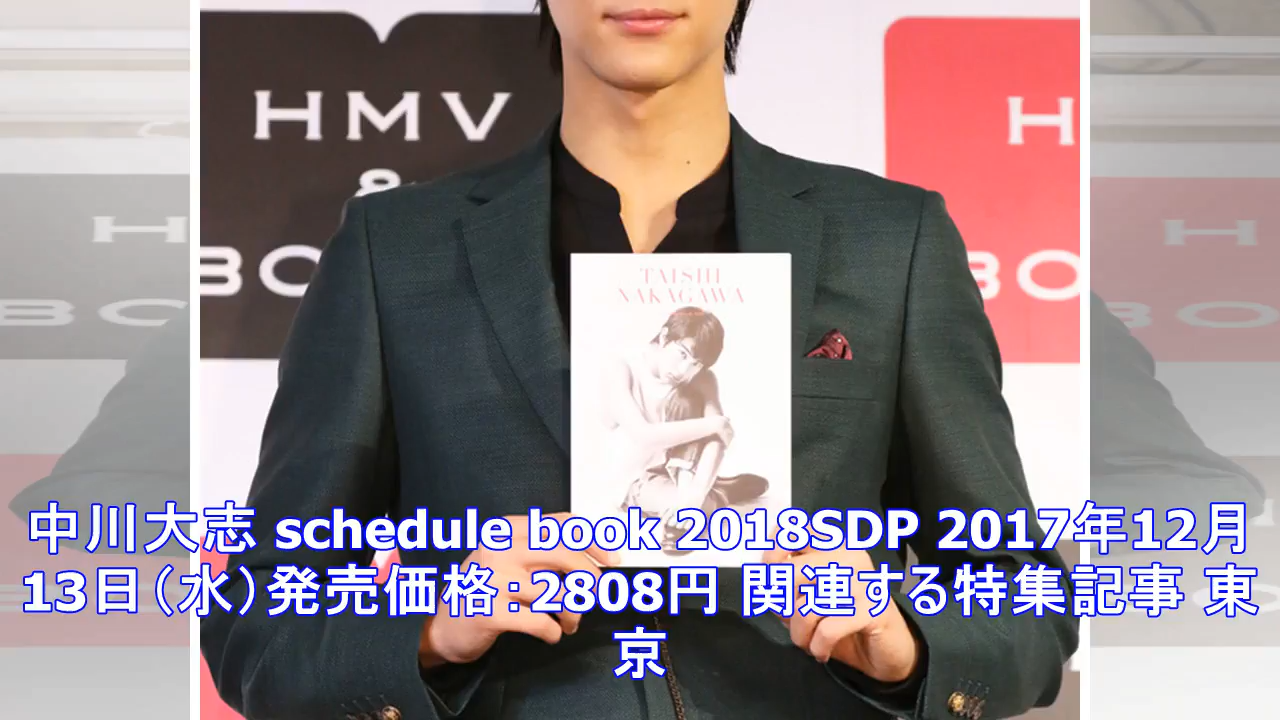 HMV
&
BO
H
BO
H
BO
BO
TAISHI
NAKAGAWA
中川大志 schedule book 2018SDP 2017年12月
13日（水）発売価格：2808円 関連する特集記事 東
京